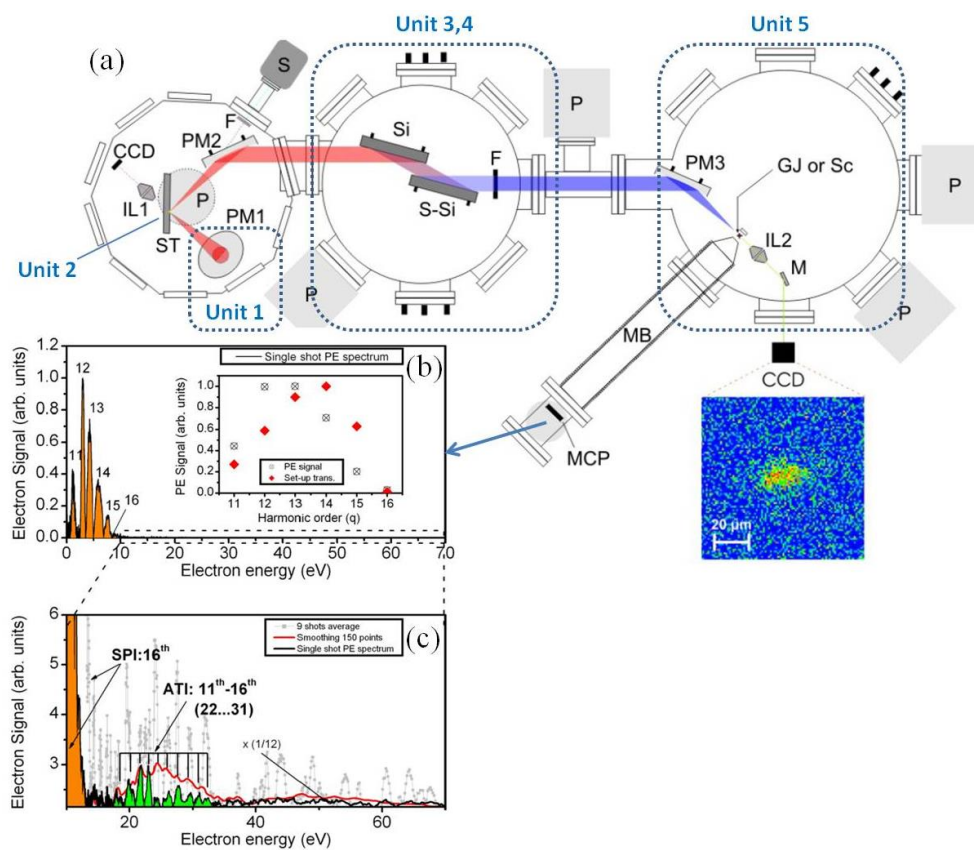 Unit 3,4
Unit 5
(a)
S
P
F
PM2
Si
F
PM3
GJ or Sc
CCD
P
S-Si
P
IL1
PM1
IL2
ST
M
Unit 2
P
P
Unit 1
MB
CCD
MCP
20 μm
(b)
Single shot PE spectrum
Electron Signal (arb. units)
1.2
1.0
0.8
0.6
0.4
0.2
0.0
11
12
13
14
15
16
0 10 20 30 40 50 60 70
Electron energy (eV)
PE Signal (arb. units)
1.0
0.8
0.6
0.4
0.2
0.0
PE signal
Set-up trans.
11 12 13 14 15 16
Harmonic order (q)
(c)
9 shots average
Smoothing 150 points
Single shot PE spectrum
Electron Signal (arb. units)
6
5
4
3
SPI:16th
ATI: 11th-16th
(22...31)
x (1/12)
20 40 60
Electron energy (eV)